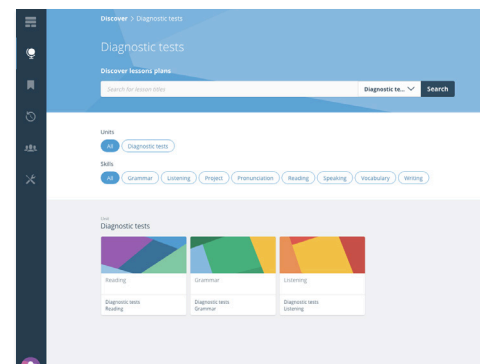 Discover > Diagnostic tests
Diagnostic tests
Discover lessons plans
Search for lesson titles
Diagnostic te...
Search
Units
All
Diagnostic tests
Skills
All
Grammar
Listening
Project
Pronunciation
Reading
Speaking
Vocabulary
Writing
Unit
Diagnostic tests
Reading
Diagnostic tests
Reading
Grammar
Diagnostic tests
Grammar
Listening
Diagnostic tests
Listening